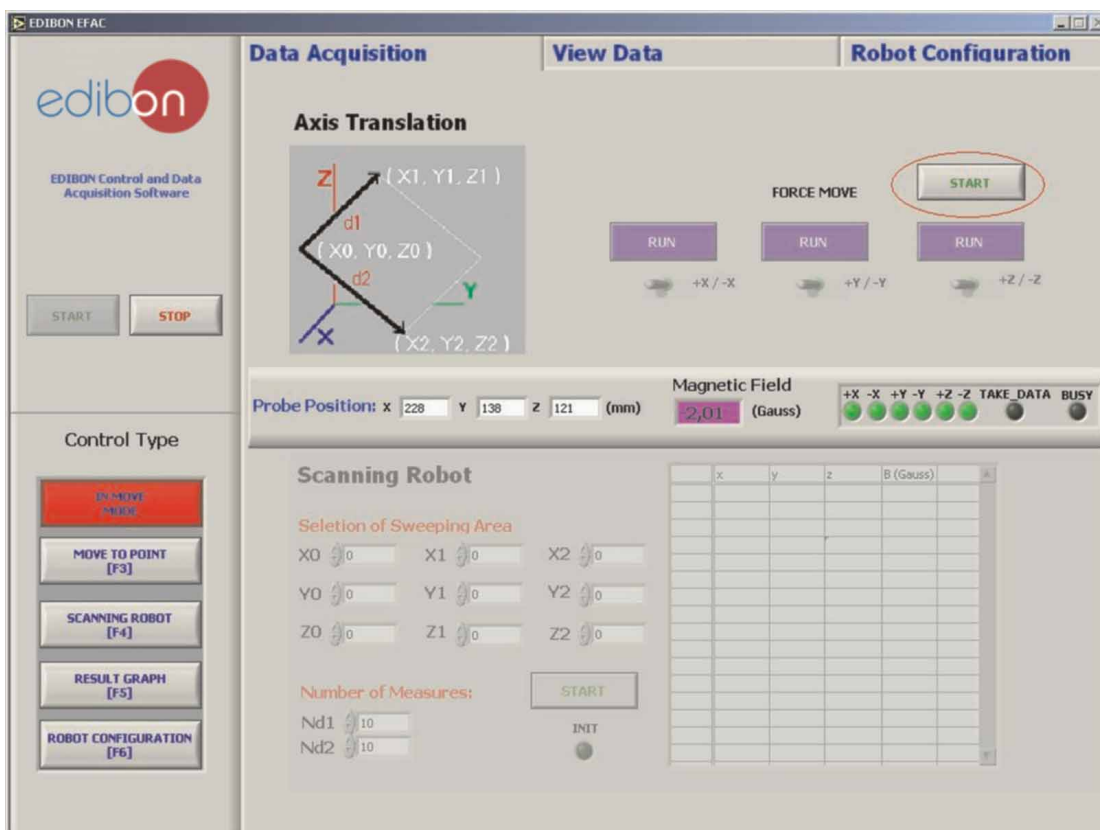 EDIBON EFAC
edibon
EDIBON Control and Data
Acquisition Software
START
STOP
Control Type
IN MOVE
MODE
MOVE TO POINT
[F3]
SCANNING ROBOT
[F4]
RESULT GRAPH
[F5]
ROBOT CONFIGURATION
[F6]
Data Acquisition
View Data
Robot Configuration
Axis Translation
Z
(X1, Y1, Z1)
d1
(X0, Y0, Z0)
d2
Y
X
(X2, Y2, Z2)
START
FORCE MOVE
RUN
RUN
RUN
+X / -X
+Y / -Y
+Z / -Z
Probe Position: X 228 Y 138 Z 121 (mm)
Magnetic Field
-2,01 (Gauss)
+X -X +Y -Y +Z -Z TAKE_DATA BUSY
Scanning Robot
Seletion of Sweeping Area
X0 0 X1 0 X2 0
Y0 0 Y1 0 Y2 0
Z0 0 Z1 0 Z2 0
Number of Measures:
Nd1 10
Nd2 10
START
INIT
x y z B (Gauss)